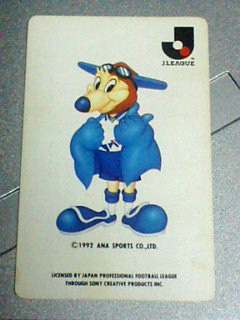 J.LEAGUE
©1992 ANA SPORTS CO.,LTD.
LICENSED BY JAPAN PROFESSIONAL FOOTBALL LEAGUE
THROUGH SONY CREATIVE PRODUCTS INC.